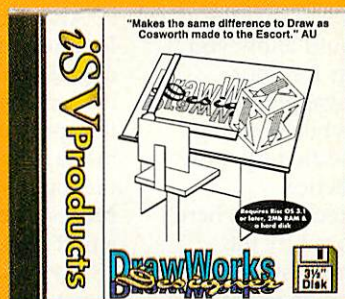 "Makes the same difference to Draw as
Cosworth made to the Escort." AU
iSV Products
Requires Risc OS 3.1
or later, 2Mb RAM &
a hard disk
DrawWorks
Designer
3½"
Disk